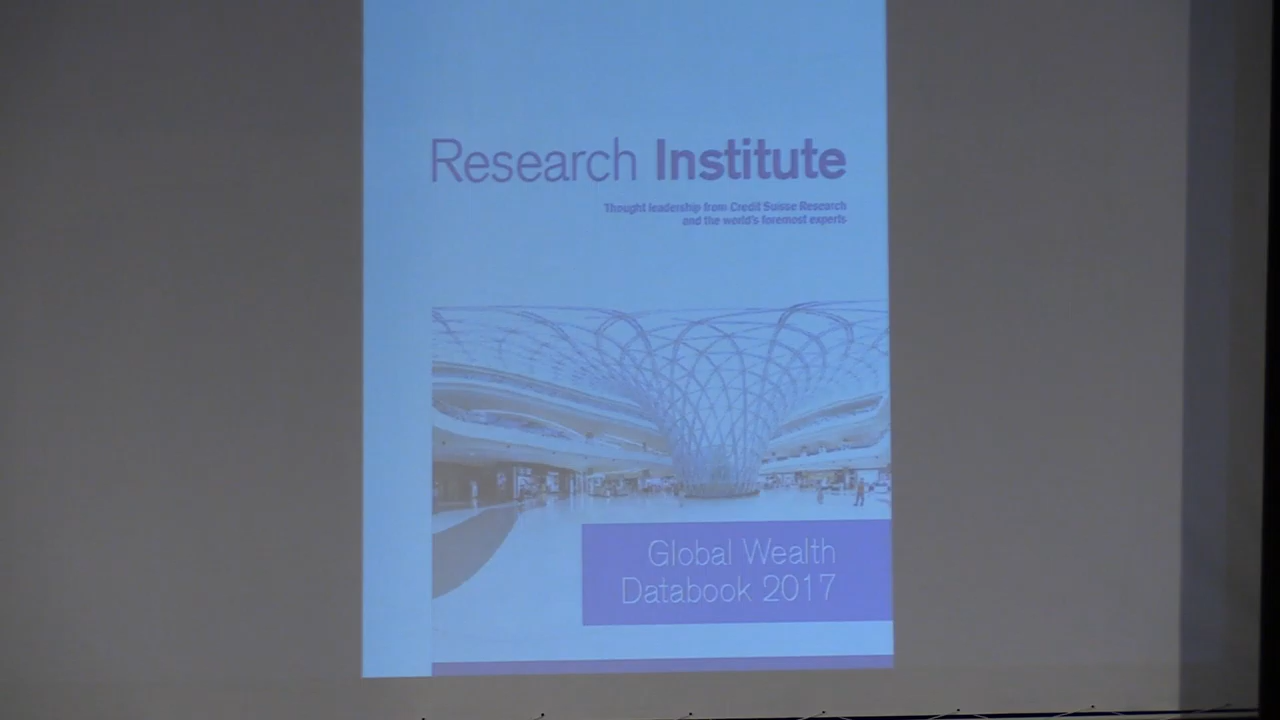 Research Institute
Thought leadership from Credit Suisse Research
and the world's foremost experts
Global Wealth
Databook 2017